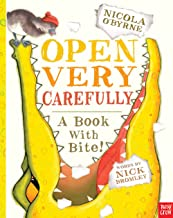 NICOLA
O'BYRNE
OPEN
VERY
CAREFULLY
A Book
With
Bite!
WORDS BY
NICK
BROMLEY
nosy
crow